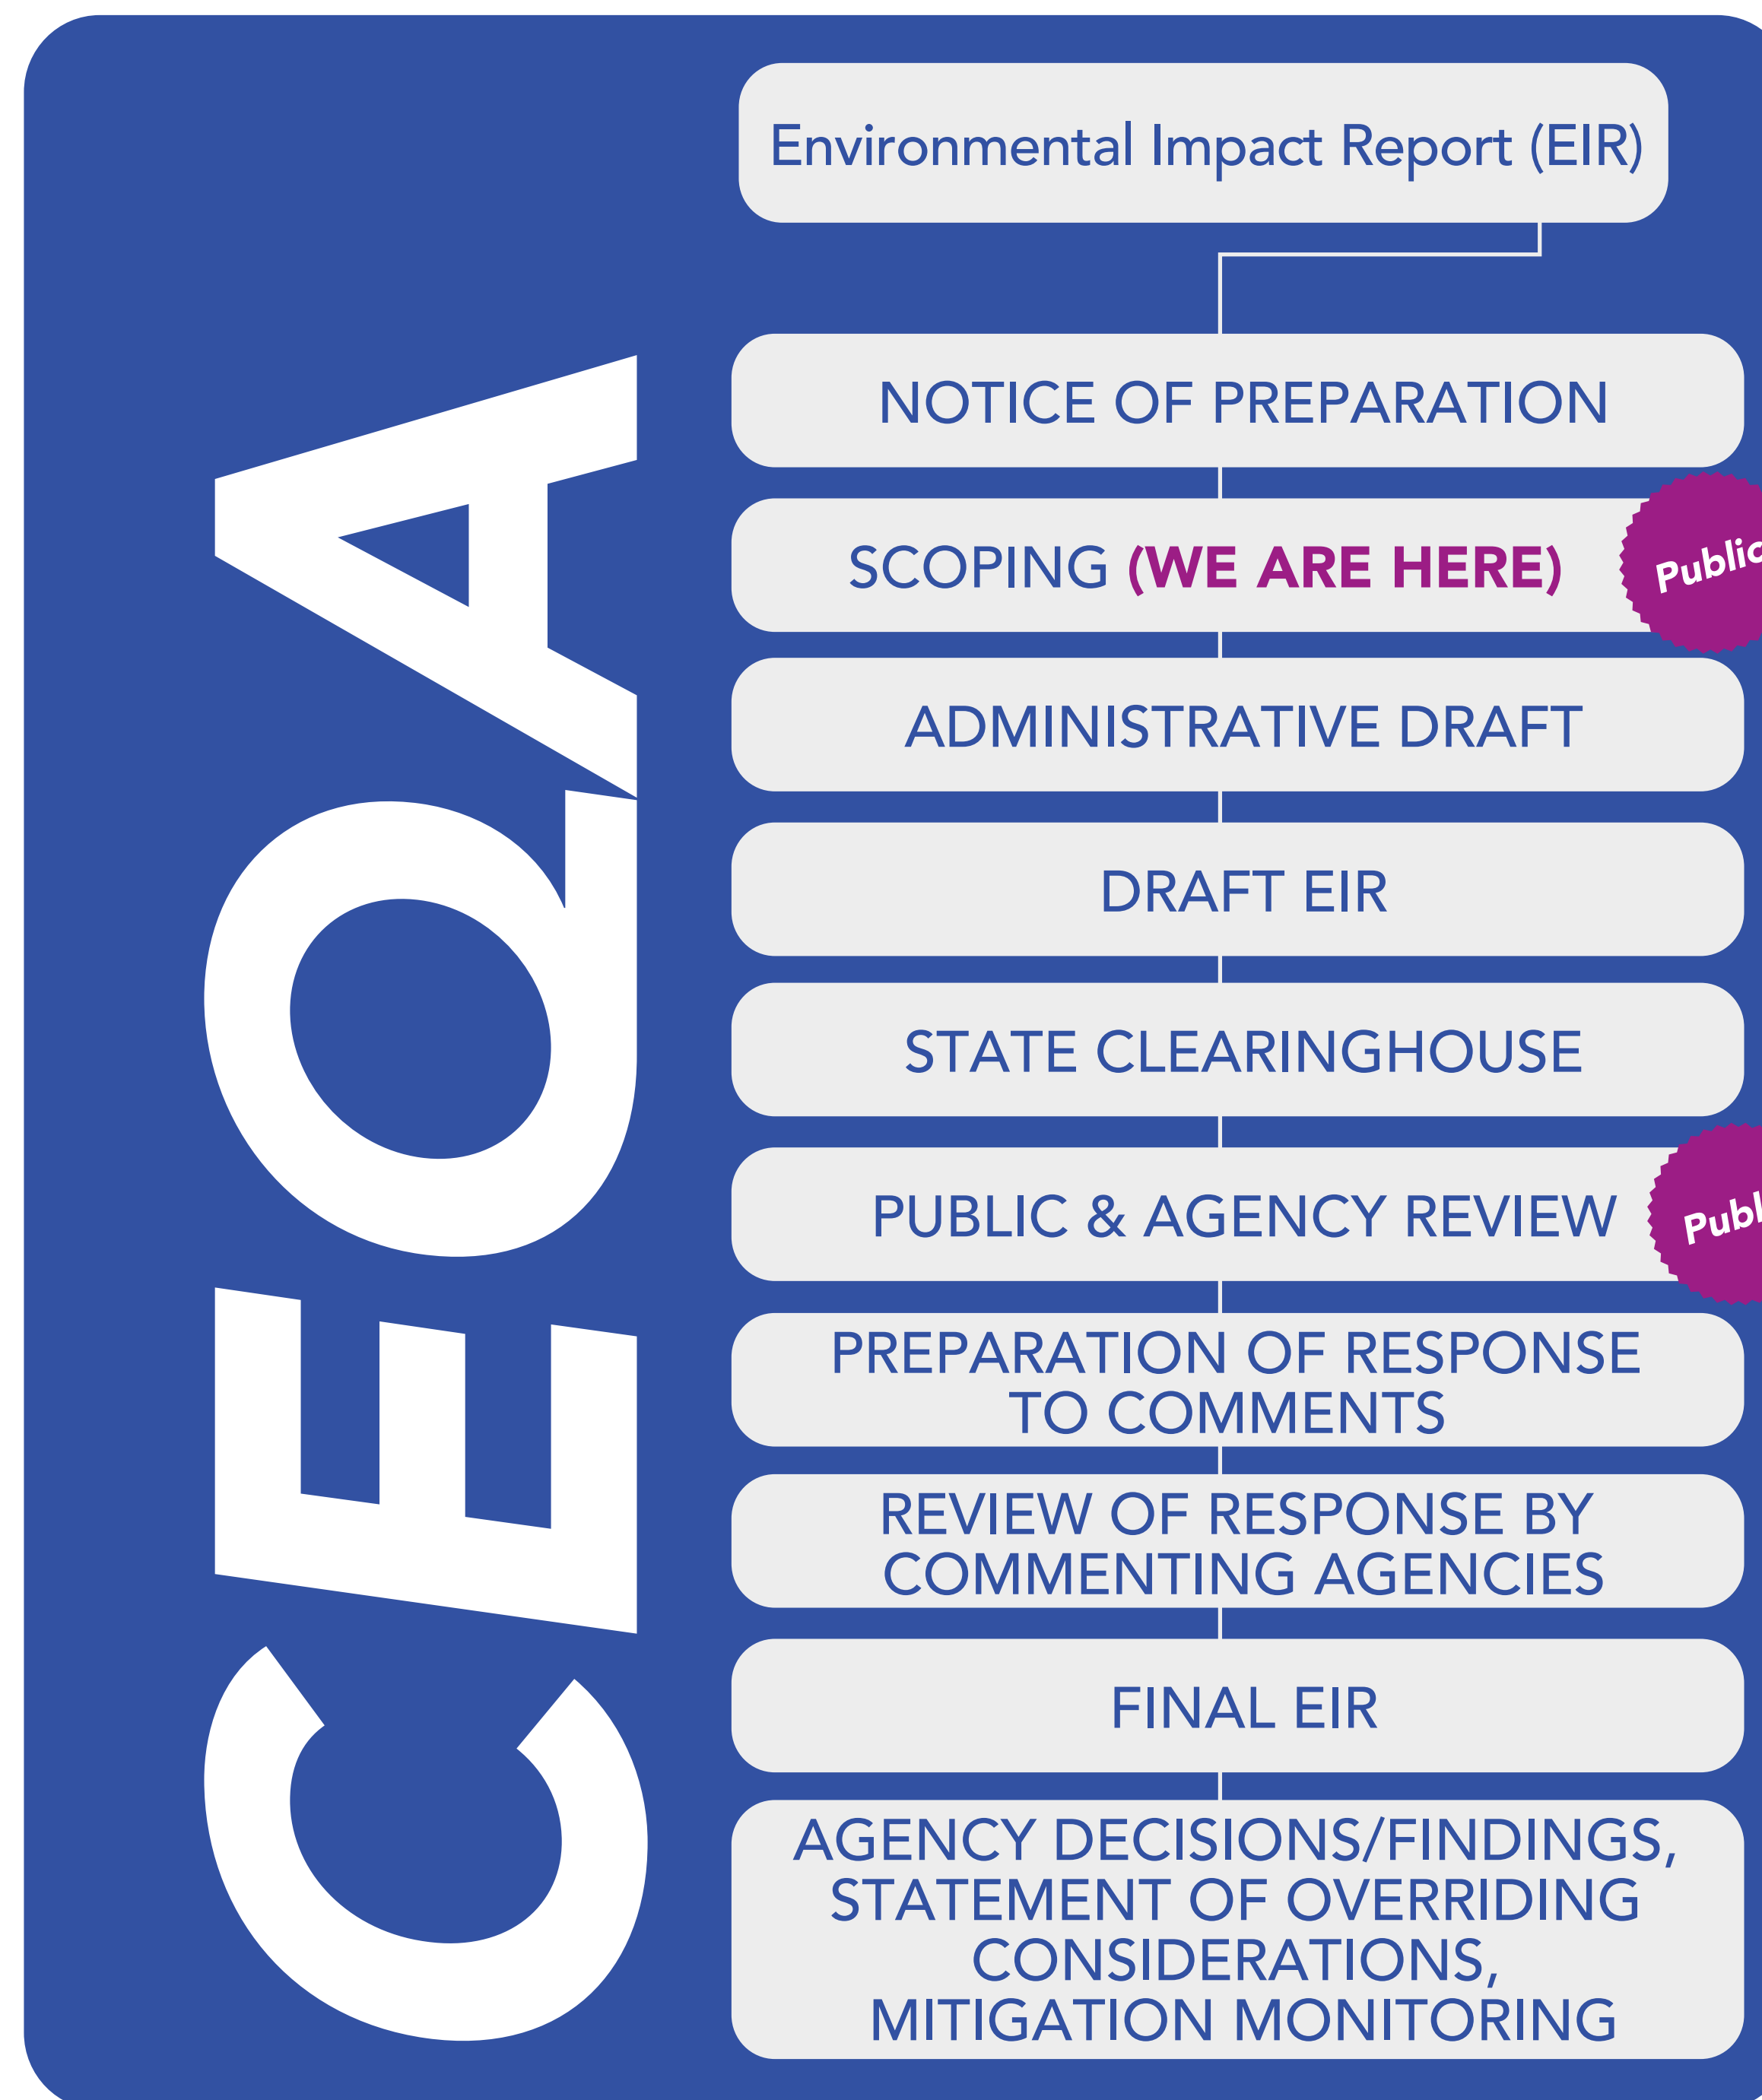 CEQA
Environmental Impact Report (EIR)
NOTICE OF PREPARATION
SCOPING (WE ARE HERE)
Public
ADMINISTRATIVE DRAFT
DRAFT EIR
STATE CLEARINGHOUSE
PUBLIC & AGENCY REVIEW
PREPARATION OF RESPONSE
TO COMMENTS
REVIEW OF RESPONSE BY
COMMENTING AGENCIES
FINAL EIR
AGENCY DECISIONS/FINDINGS,
STATEMENT OF OVERRIDING
CONSIDERATIONS,
MITIGATION MONITORING